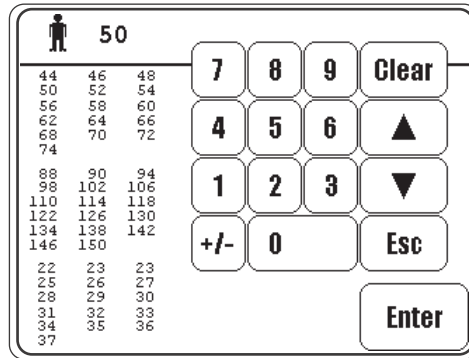 50
44 46 48
50 52 54
56 58 60
62 64 66
68 70 72
74
88 90 94
98 102 106
110 114 118
122 126 130
134 138 142
146 150
22 23 23
25 26 27
28 29 30
31 32 33
34 35 36
37
7 8 9 Clear
4 5 6 ▲
1 2 3 ▼
+/- 0 Esc
Enter